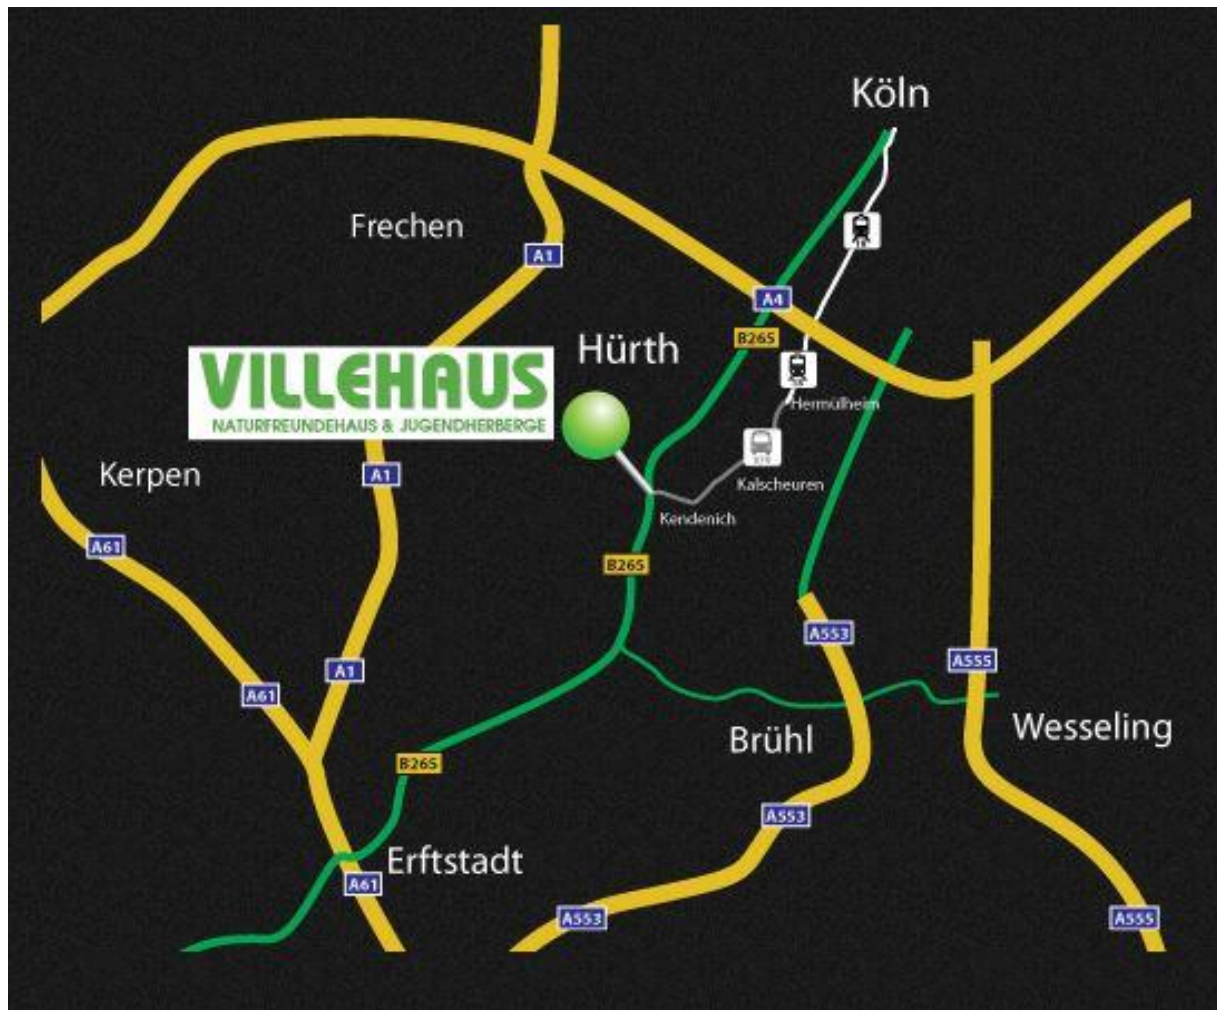 Köln
Frechen
A1
A4
B265
Hürth
VILLEHAUS
NATURFREUNDEHAUS & JUGENDHERBERGE
Hermülheim
Kerpen
A1
Kalscheuren
Kendenich
A61
B265
A553
A1
A555
A61
Brühl
Wesseling
B265
A553
Erftstadt
A61
A553
A555